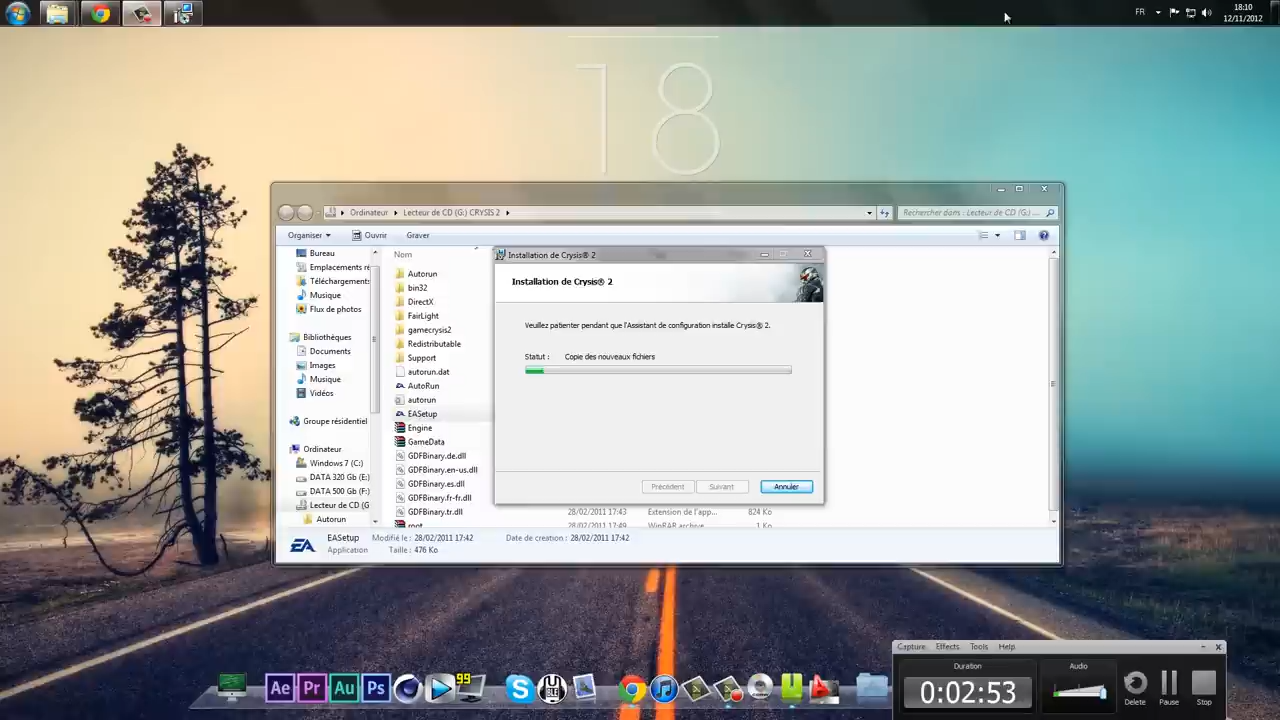 FR
18:10
12/11/2012
18
Ordinateur
Lecteur de CD (G:) CRYSIS 2
Rechercher dans : Lecteur de CD (G:) ...
Organiser
Ouvrir
Graver
Bureau
Emplacements ré
Téléchargements
Musique
Flux de photos
Bibliothèques
Documents
Images
Musique
Vidéos
Groupe résidentiel
Ordinateur
Windows 7 (C:)
DATA 320 Gb (E:)
DATA 500 Gb (F:)
Lecteur de CD (G
Autorun
Nom
Autorun
bin32
DirectX
FairLight
gamecrysis2
Redistributable
Support
autorun.dat
AutoRun
autorun
EASetup
Engine
GameData
GDFBinary.de.dll
GDFBinary.en-us.dll
GDFBinary.es.dll
GDFBinary.fr-fr.dll
GDFBinary.tr.dll
28/02/2011 17:43
Extension de l'app...
824 Ko
root
28/02/2011 17:49
WinRAR archive
1 Ko
Installation de Crysis® 2
Installation de Crysis® 2
Veuillez patienter pendant que l'Assistant de configuration installe Crysis® 2.
Statut :
Copie des nouveaux fichiers
Précédent
Suivant
Annuler
EA
EASetup
Modifié le : 28/02/2011 17:42
Date de création : 28/02/2011 17:42
Application
Taille : 476 Ko
Capture
Effects
Tools
Help
Duration
Audio
0:02:53
Delete
Pause
Stop
Ae
Pr
Au
Ps
99